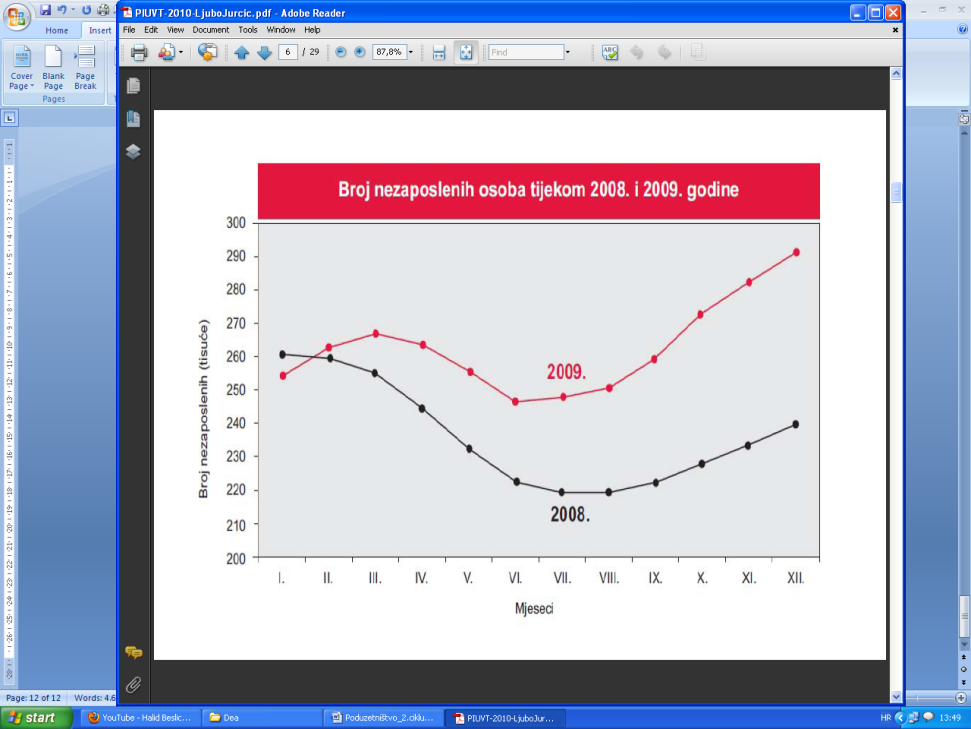 PIUVT-2010-LjuboJurcic.pdf - Adobe Reader
Home Insert
File Edit View Document Tools Window Help
6 / 29 87,8% Find
Cover Page Blank Page Page Break
Pages
Broj nezaposlenih osoba tijekom 2008. i 2009. godine
Broj nezaposlenih (tisuće)
300
290
280
270
260
250
240
230
220
210
200
2009.
2008.
I. II. III. IV. V. VI. VII. VIII. IX. X. XI. XII.
Mjeseci
Page: 12 of 12 Words: 4.6
start YouTube - Halid Beslic... Dea Poduzetništvo_2.ciklu... PIUVT-2010-LjuboJur... HR 13:49